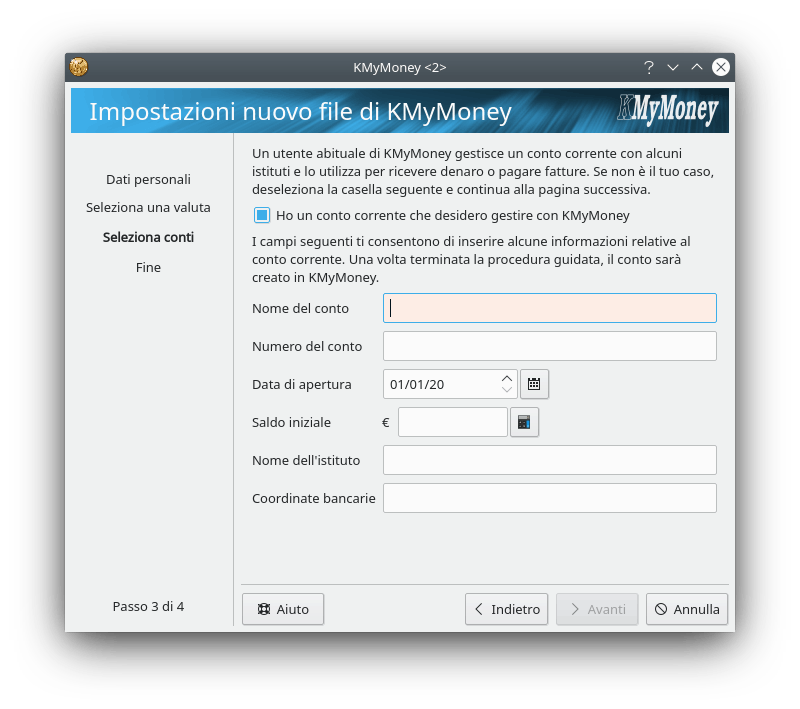 KMyMoney <2>
Impostazioni nuovo file di KMyMoney
KMyMoney
Dati personali
Seleziona una valuta
Seleziona conti
Fine
Passo 3 di 4
Un utente abituale di KMyMoney gestisce un conto corrente con alcuni
istituti e lo utilizza per ricevere denaro o pagare fatture. Se non è il tuo caso,
deseleziona la casella seguente e continua alla pagina successiva.
Ho un conto corrente che desidero gestire con KMyMoney
I campi seguenti ti consentono di inserire alcune informazioni relative al
conto corrente. Una volta terminata la procedura guidata, il conto sarà
creato in KMyMoney.
Nome del conto
Numero del conto
Data di apertura 01/01/20
Saldo iniziale €
Nome dell'istituto
Coordinate bancarie
Aiuto Indietro Avanti Annulla